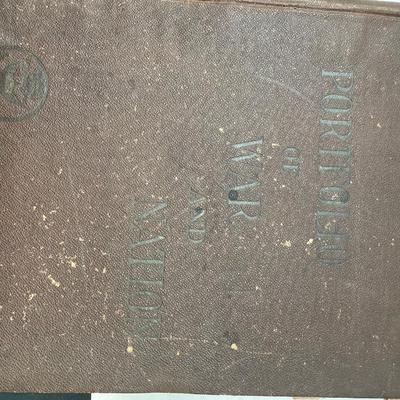 PORTFOLIO
OF
WAR
AND
NATION